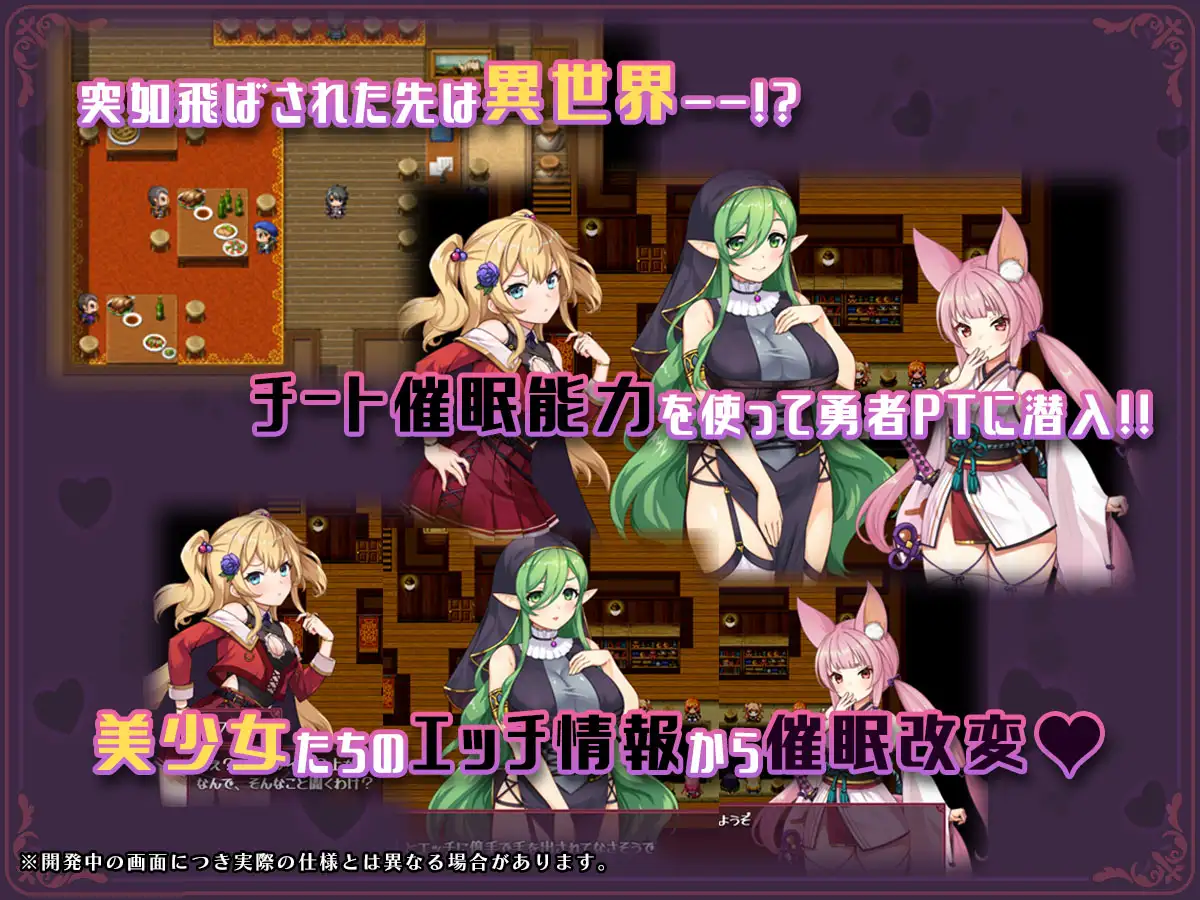 突如飛ばされた先は異世界ーー!?
チート催眠能力を使って勇者PTに潜入!!
美少女たちのエッチ情報から催眠改変♥
なんで、そんなこと聞くわけ?
ようそ
※開発中の画面につき実際の仕様とは異なる場合があります。